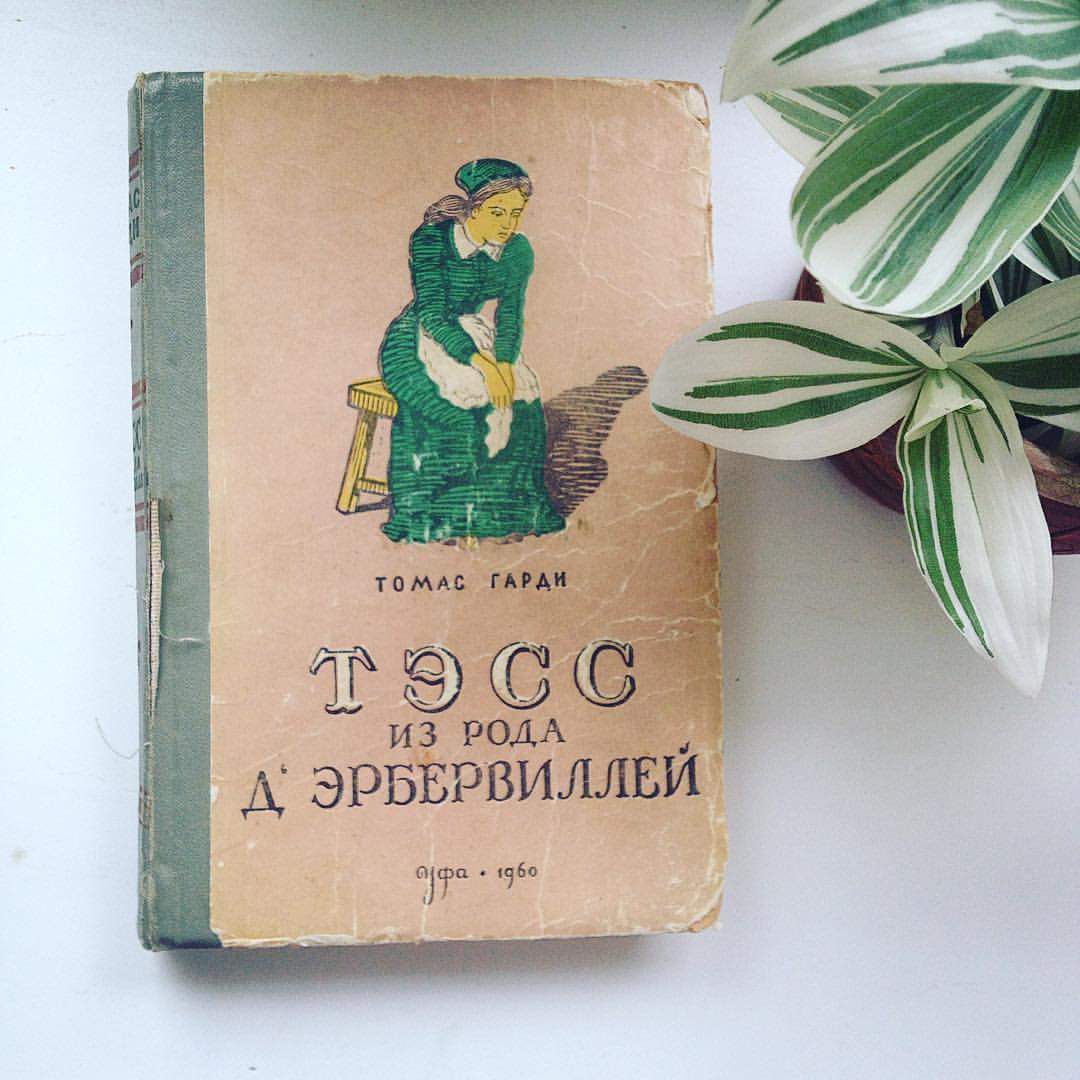 ТОМАС ГАРДИ
ТЭСС
ИЗ РОДА
Д‘ ЭРБЕРВИЛЛЕЙ
Уфа • 1960